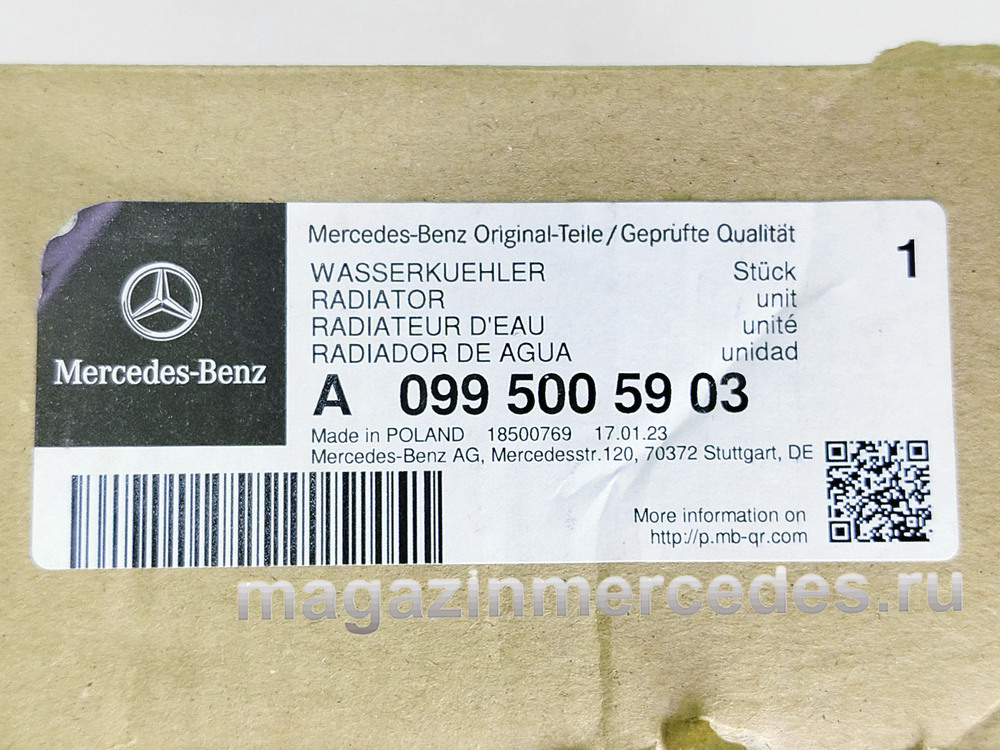 Mercedes-Benz
Mercedes-Benz Original-Teile/Geprüfte Qualität
1
WASSERKUEHLER Stück
RADIATOR unit
RADIATEUR D'EAU unité
RADIADOR DE AGUA unidad
A 099 500 59 03
Made in POLAND 18500769 17.01.23
Mercedes-Benz AG, Mercedesstr.120, 70372 Stuttgart, DE
More information on
http://p.mb-qr.com
magazinmercedes.ru